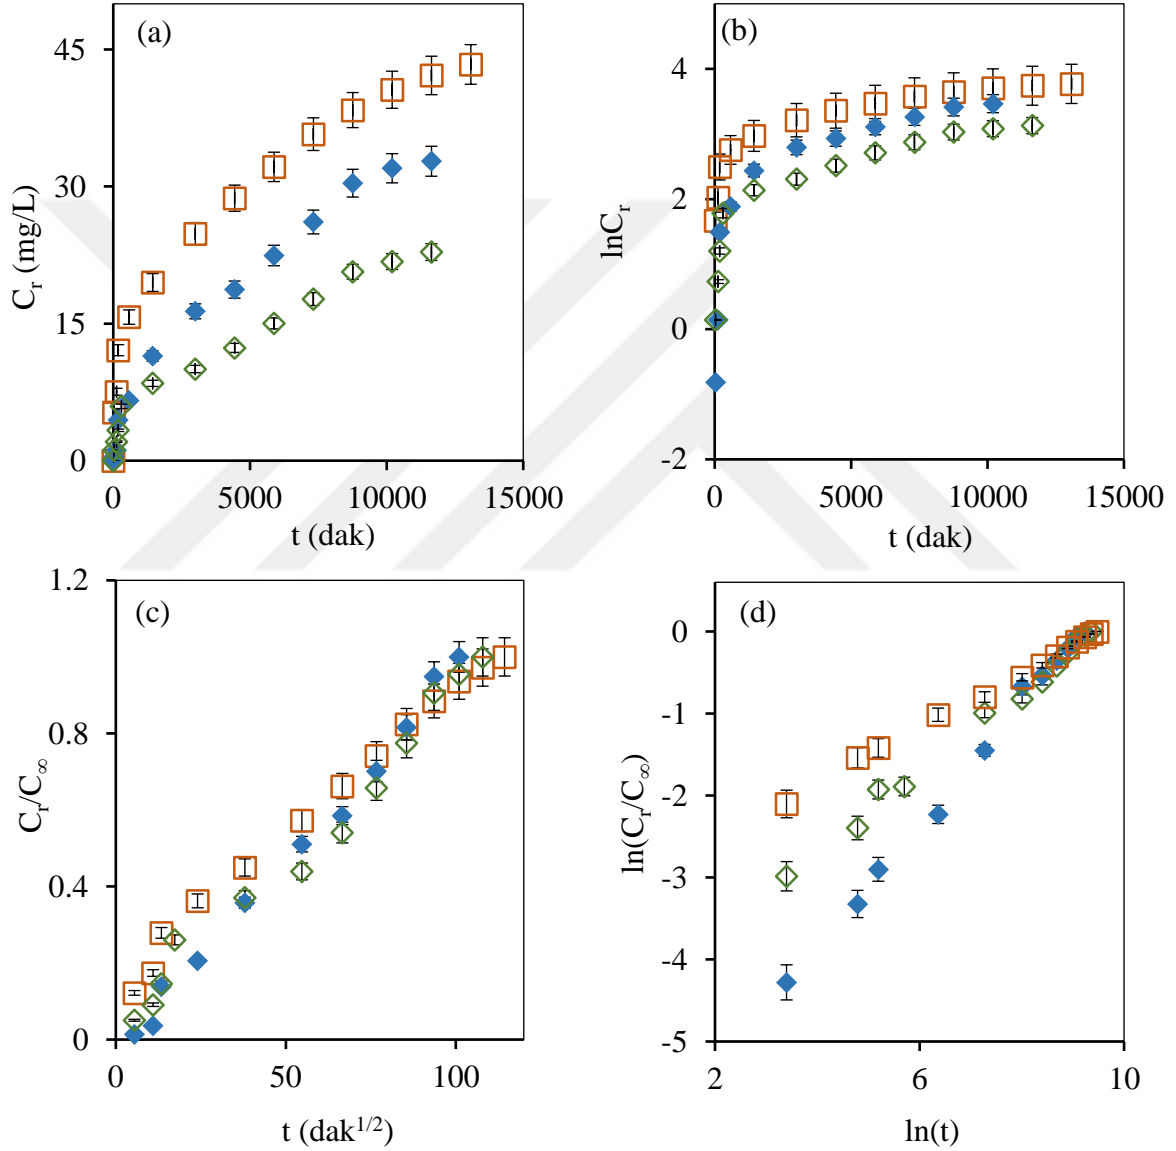 (a)
45
30
15
0
C_r (mg/L)
0 5000 10000 15000
t (dak)
(b)
4
2
0
-2
lnC_r
0 5000 10000 15000
t (dak)
(c)
1.2
0.8
0.4
0
C_r/C_∞
0 50 100
t (dak^1/2)
(d)
0
-1
-2
-3
-4
-5
ln(C_r/C_∞)
2 6 10
ln(t)